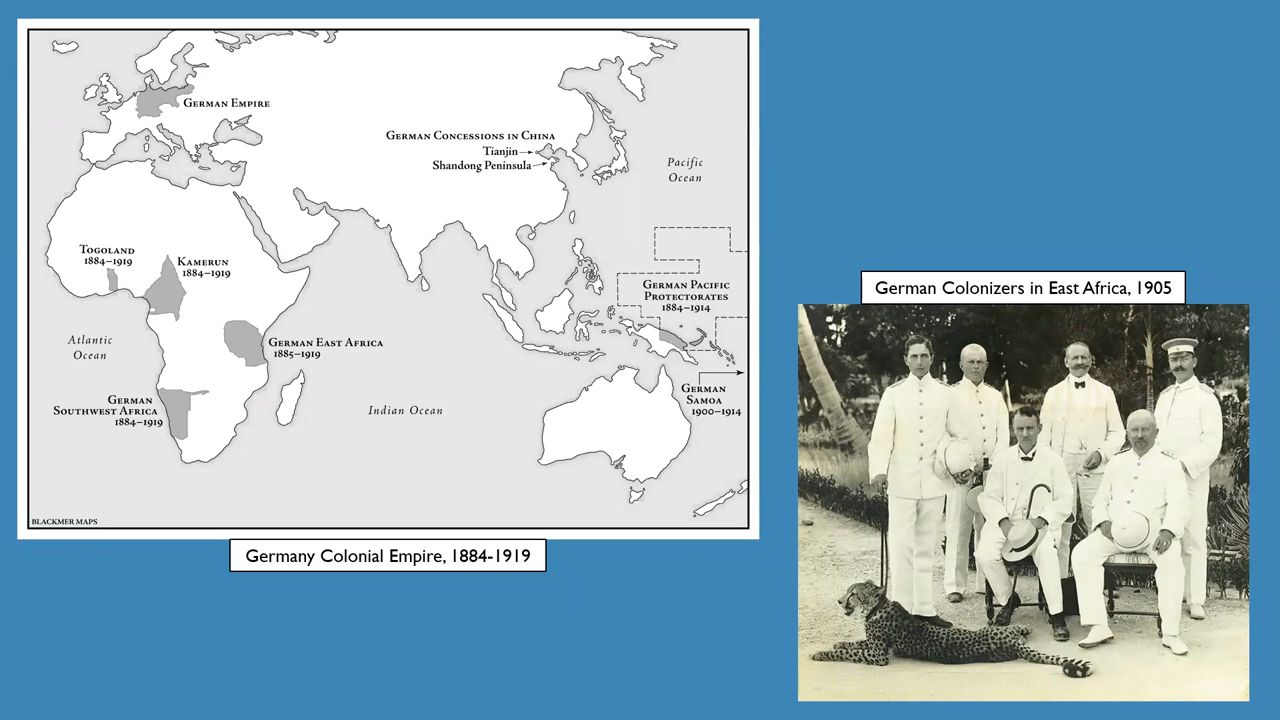 GERMAN EMPIRE
GERMAN CONCESSIONS IN CHINA
Tianjin
Shandong Peninsula
Pacific
Ocean
TOGOLAND
1884–1919
KAMERUN
1884–1919
GERMAN PACIFIC
PROTECTORATES
1884–1914
Atlantic
Ocean
GERMAN EAST AFRICA
1885–1919
GERMAN
SOUTHWEST AFRICA
1884–1919
Indian Ocean
GERMAN
SAMOA
1900–1914
BLACKMER MAPS
Germany Colonial Empire, 1884-1919
German Colonizers in East Africa, 1905